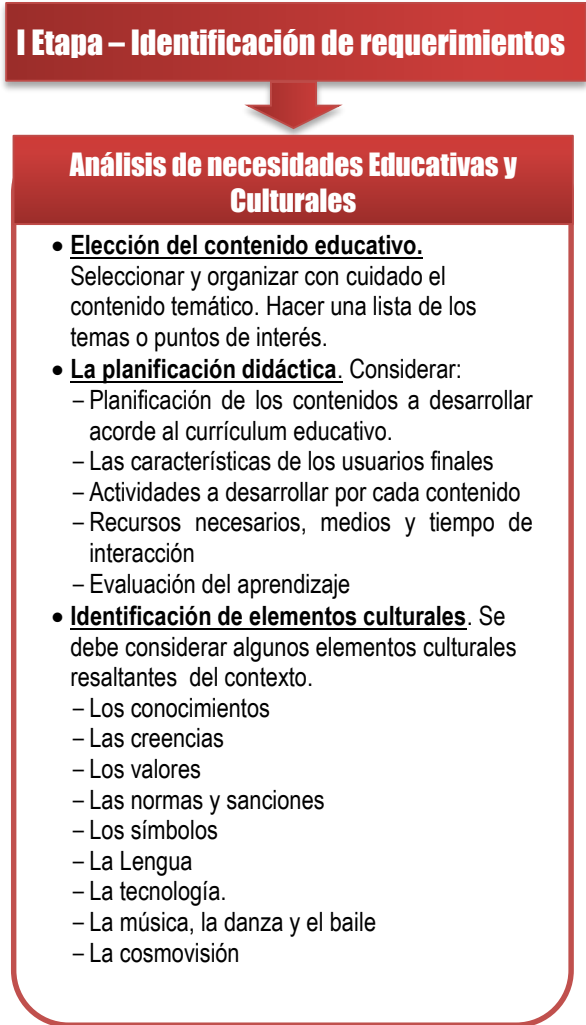 I Etapa – Identificación de requerimientos
Análisis de necesidades Educativas y
Culturales
• Elección del contenido educativo.
Seleccionar y organizar con cuidado el
contenido temático. Hacer una lista de los
temas o puntos de interés.
• La planificación didáctica. Considerar:
– Planificación de los contenidos a desarrollar
acorde al currículum educativo.
– Las características de los usuarios finales
– Actividades a desarrollar por cada contenido
– Recursos necesarios, medios y tiempo de
interacción
– Evaluación del aprendizaje
• Identificación de elementos culturales. Se
debe considerar algunos elementos culturales
resaltantes del contexto.
– Los conocimientos
– Las creencias
– Los valores
– Las normas y sanciones
– Los símbolos
– La Lengua
– La tecnología.
– La música, la danza y el baile
– La cosmovisión